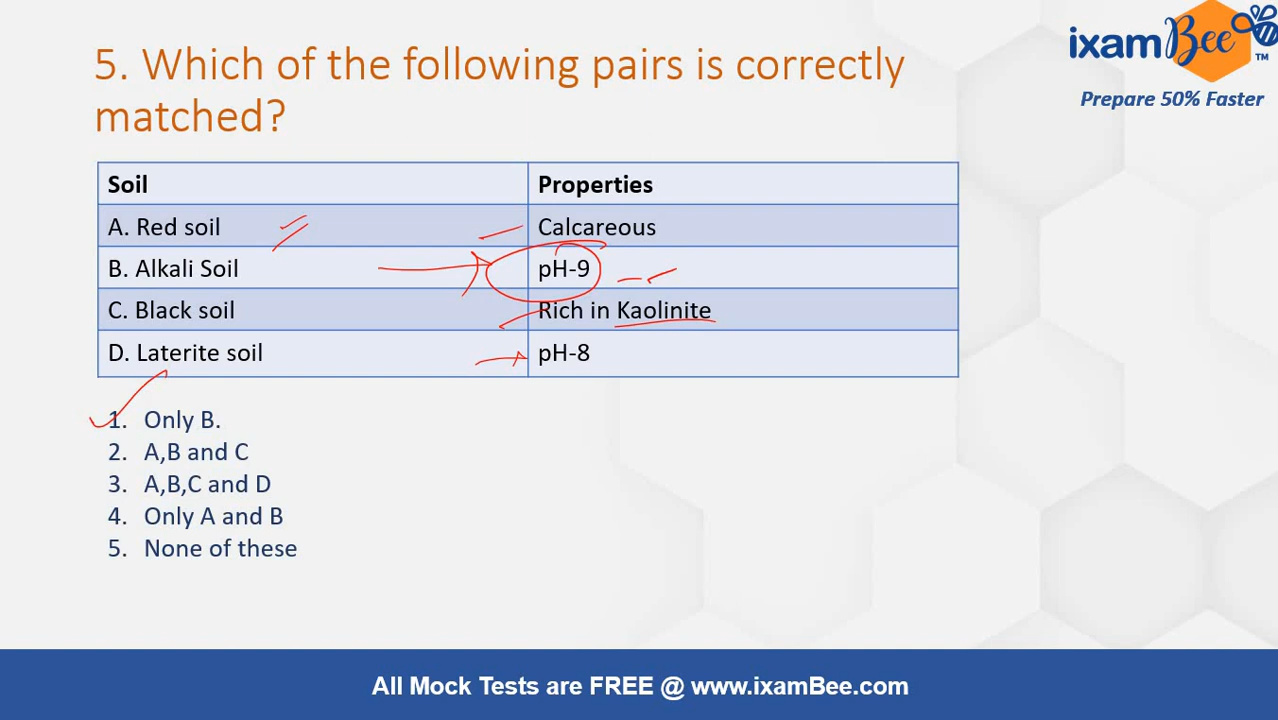 ixamBee™
Prepare 50% Faster
5. Which of the following pairs is correctly
matched?
Soil Properties
A. Red soil Calcareous
B. Alkali Soil pH-9
C. Black soil Rich in Kaolinite
D. Laterite soil pH-8
1. Only B.
2. A,B and C
3. A,B,C and D
4. Only A and B
5. None of these
All Mock Tests are FREE @ www.ixamBee.com